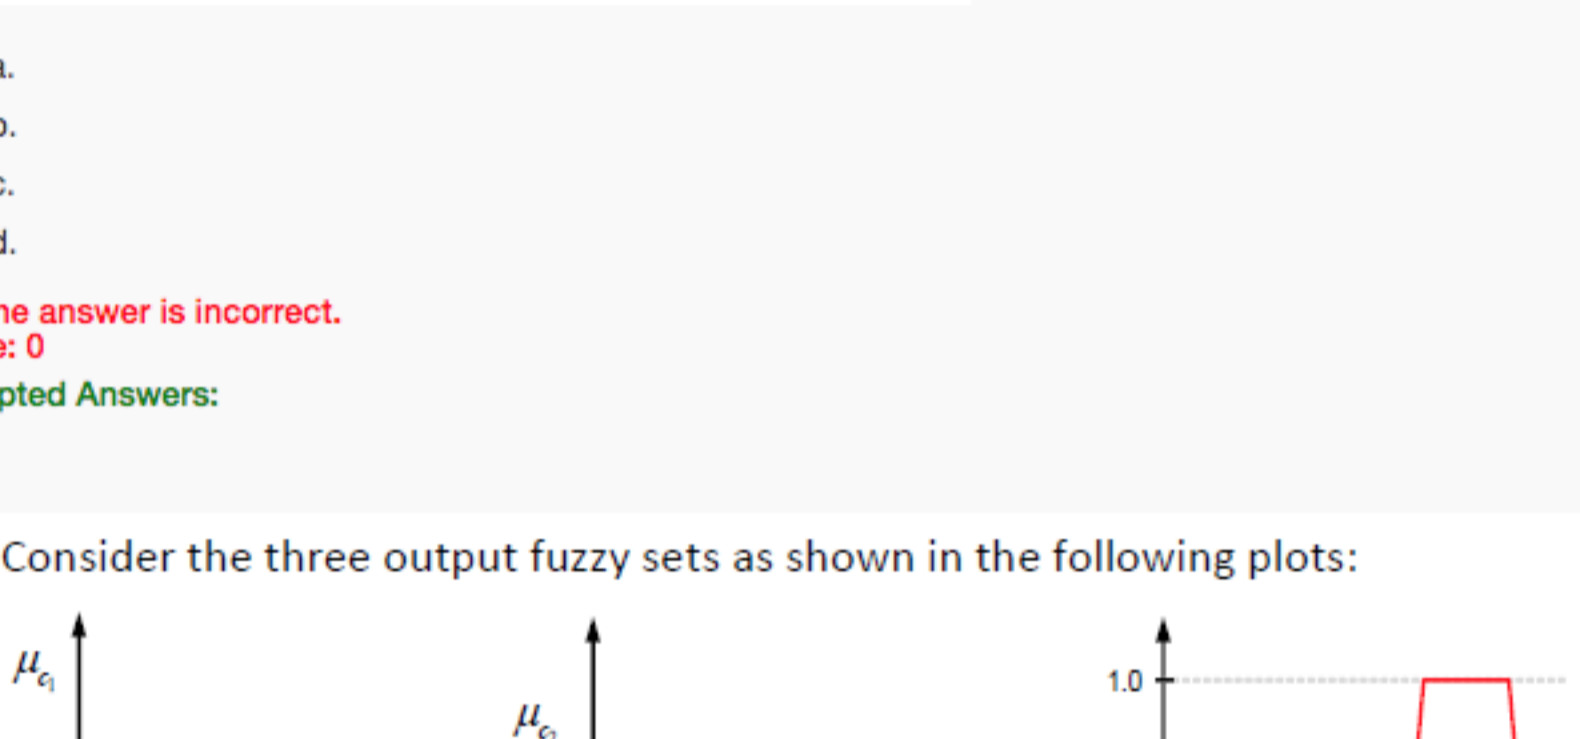 a.
b.
c.
d.
he answer is incorrect.
e: 0
pted Answers:
Consider the three output fuzzy sets as shown in the following plots:
μc₁
μc₂
1.0